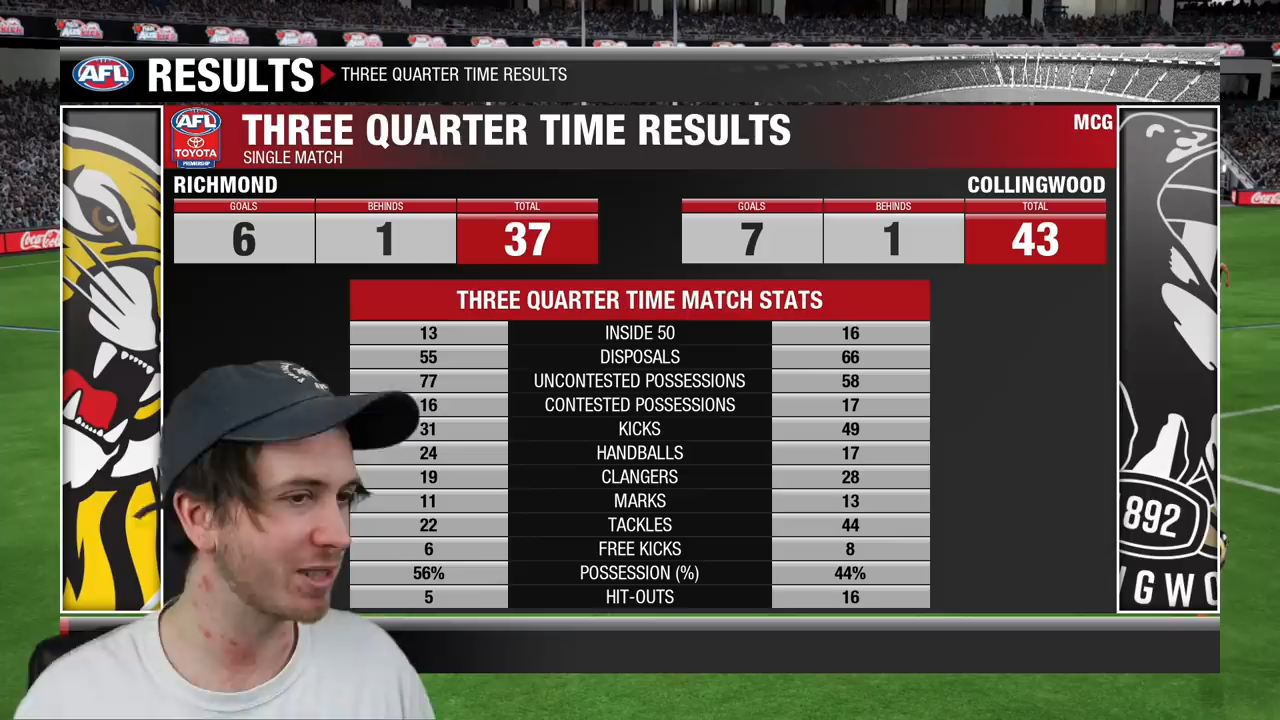 AFL RESULTS THREE QUARTER TIME RESULTS
AFL TOYOTA PREMIERSHIP
THREE QUARTER TIME RESULTS
SINGLE MATCH
MCG
RICHMOND COLLINGWOOD
GOALS BEHINDS TOTAL GOALS BEHINDS TOTAL
6 1 37 7 1 43
THREE QUARTER TIME MATCH STATS
13 INSIDE 50 16
55 DISPOSALS 66
77 UNCONTESTED POSSESSIONS 58
16 CONTESTED POSSESSIONS 17
31 KICKS 49
24 HANDBALLS 17
19 CLANGERS 28
11 MARKS 13
22 TACKLES 44
6 FREE KICKS 8
56% POSSESSION (%) 44%
5 HIT-OUTS 16
892
Coca-Cola